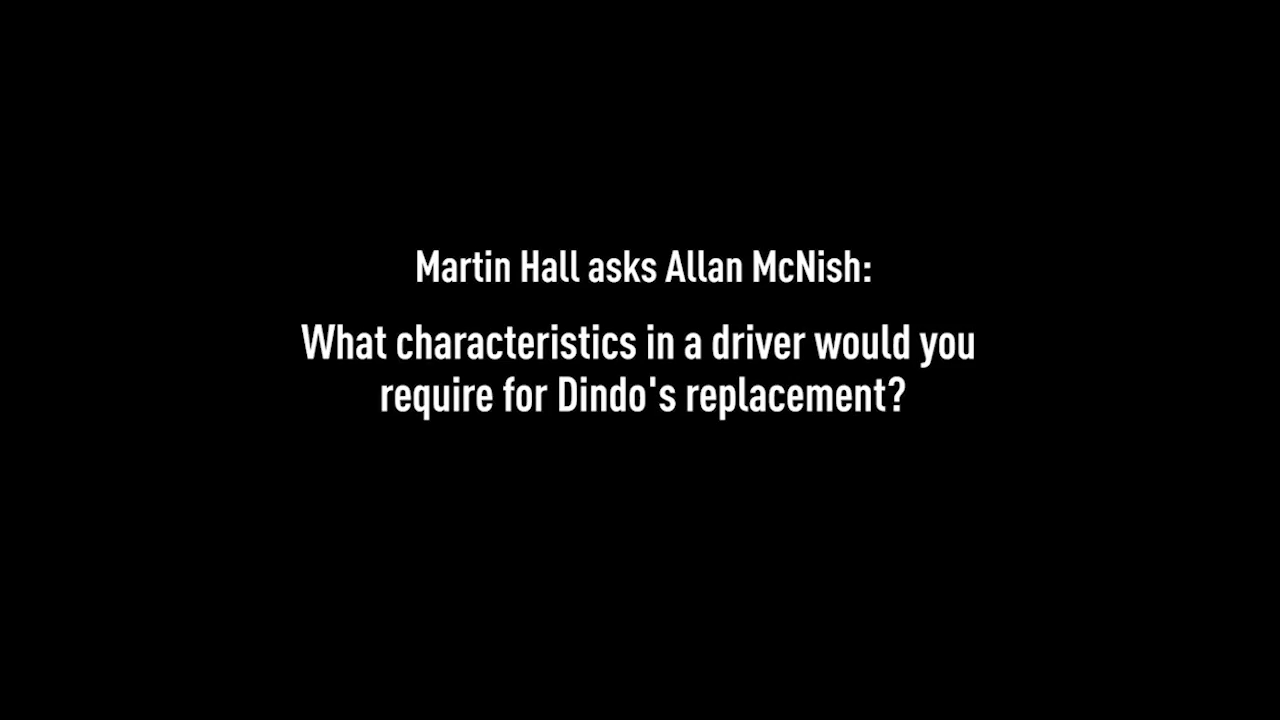 Martin Hall asks Allan McNish:
What characteristics in a driver would you
require for Dindo's replacement?